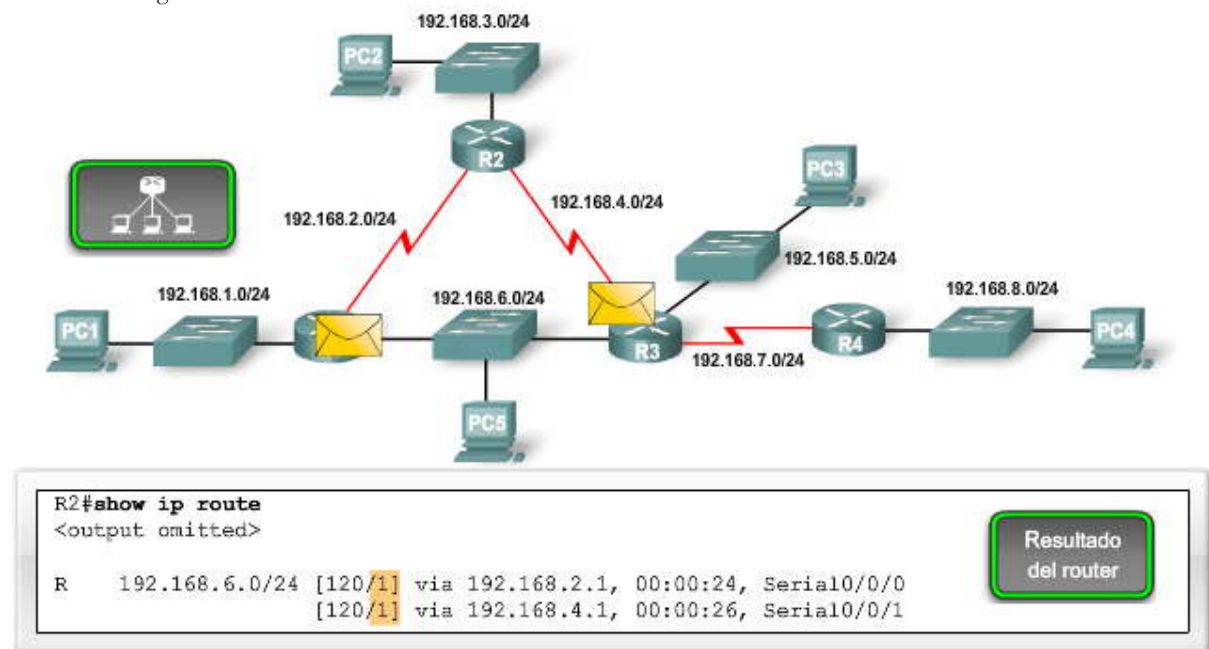 192.168.3.0/24
PC2
R2
PC3
192.168.4.0/24
192.168.2.0/24
192.168.5.0/24
192.168.1.0/24
192.168.6.0/24
192.168.8.0/24
PC1
R3
R4
PC4
192.168.7.0/24
PC5
R2#show ip route
<output omitted>
R 192.168.6.0/24 [120/1] via 192.168.2.1, 00:00:24, Serial0/0/0
[120/1] via 192.168.4.1, 00:00:26, Serial0/0/1
Resultado
del router